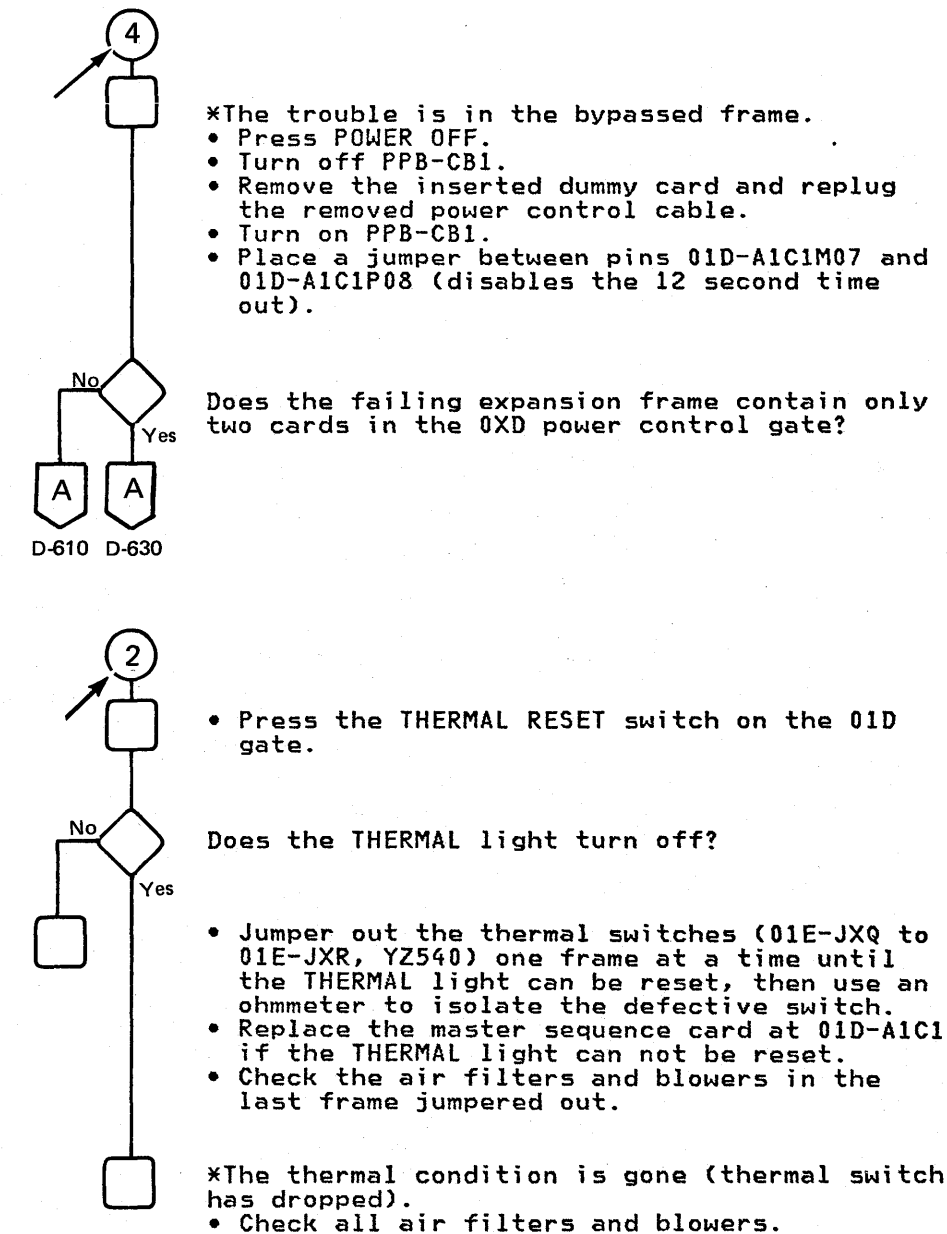 4
*The trouble is in the bypassed frame.
• Press POWER OFF.
• Turn off PPB-CB1.
• Remove the inserted dummy card and replug
the removed power control cable.
• Turn on PPB-CB1.
• Place a jumper between pins 01D-A1C1M07 and
01D-A1C1P08 (disables the 12 second time
out).
No
Does the failing expansion frame contain only
two cards in the 0XD power control gate?
Yes
A A
D-610 D-630
2
• Press the THERMAL RESET switch on the 01D
gate.
No
Does the THERMAL light turn off?
Yes
• Jumper out the thermal switches (01E-JXQ to
01E-JXR, YZ540) one frame at a time until
the THERMAL light can be reset, then use an
ohmmeter to isolate the defective switch.
• Replace the master sequence card at 01D-A1C1
if the THERMAL light can not be reset.
• Check the air filters and blowers in the
last frame jumpered out.
*The thermal condition is gone (thermal switch
has dropped).
• Check all air filters and blowers.